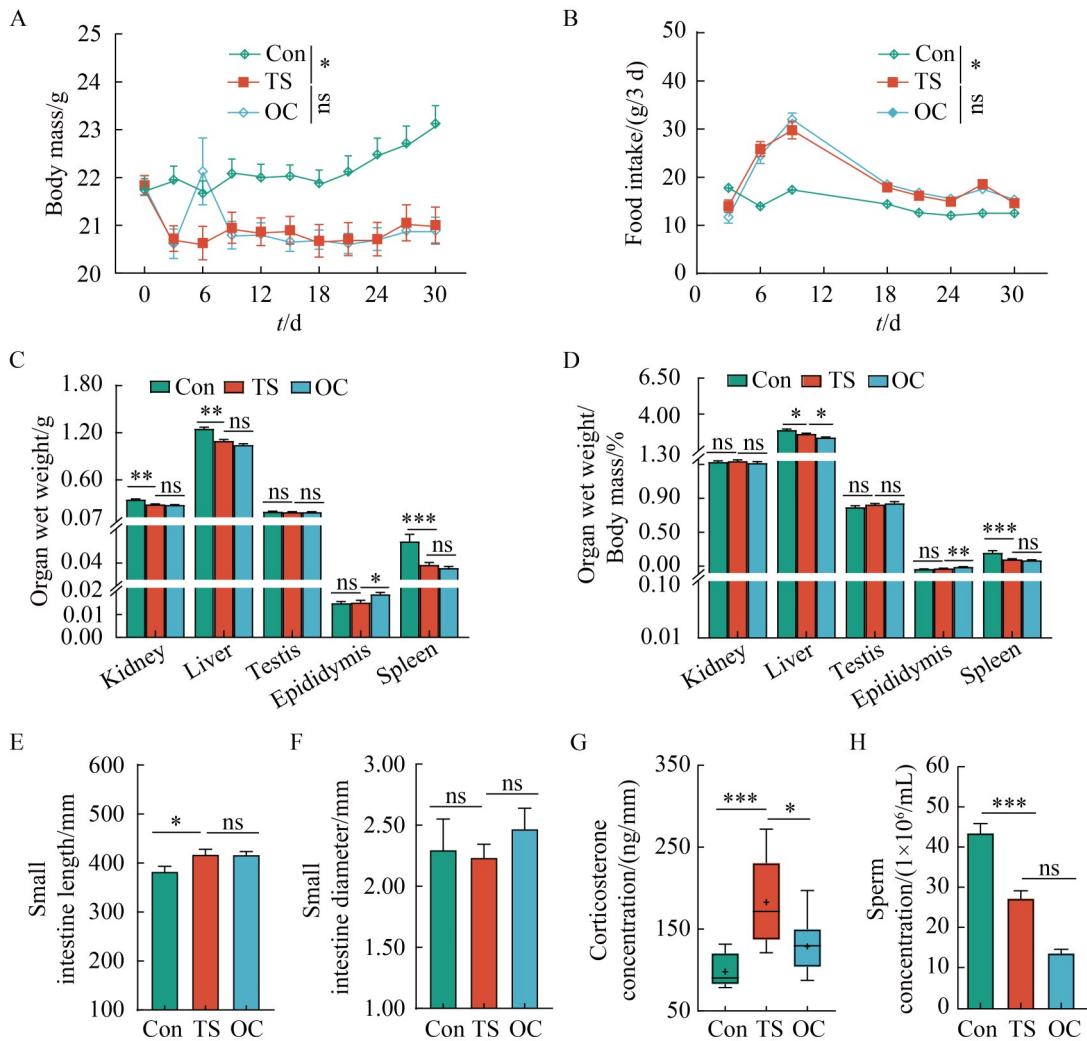 A
25
24
23
22
21
20
Body mass/g
Con
TS
OC
*
ns
0 6 12 18 24 30
t/d
B
50
40
30
20
10
0
Food intake/(g/3 d)
Con
TS
OC
*
ns
0 6 12 18 24 30
t/d
C
1.80
1.20
0.60
0.07
0.04
0.02
0.02
0.01
0.00
Organ wet weight/g
Con TS OC
** ns
** ns
ns ns
ns *
*** ns
Kidney Liver Testis Epididymis Spleen
D
6.50
4.00
1.30
1.30
0.90
0.50
0.00
0.10
0.01
Organ wet weight/
Body mass/%
Con TS OC
ns ns
* *
ns ns
ns **
*** ns
Kidney Liver Testis Epididymis Spleen
E
600
500
400
300
200
100
Small
intestine length/mm
* ns
Con TS OC
F
3.00
2.50
2.00
1.50
1.00
Small
intestine diameter/mm
ns ns
Con TS OC
G
350
250
150
50
Corticosterone
concentration/(ng/mm)
*** *
Con TS OC
H
60
50
40
30
20
10
0
Sperm
concentration/(1×10⁶/mL)
***
ns
Con TS OC